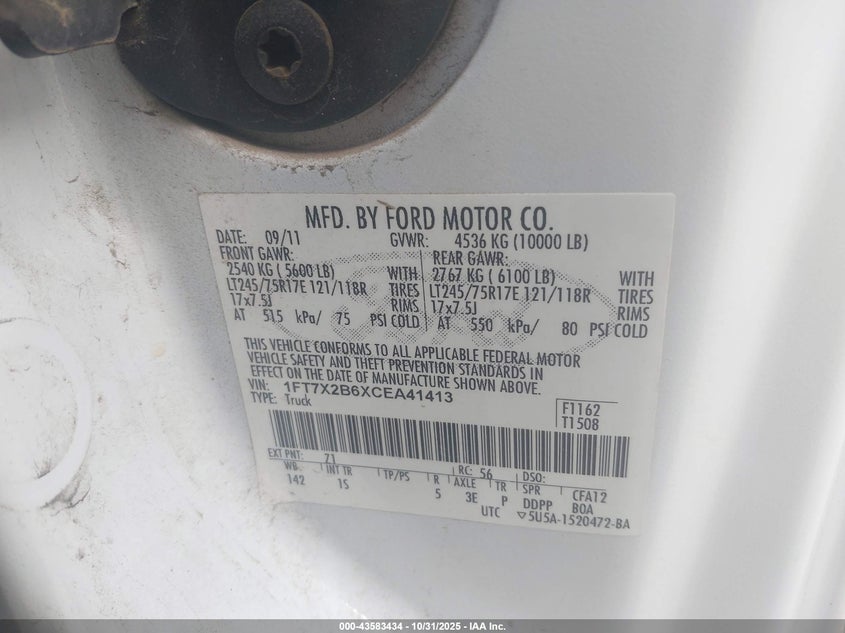 MFD. BY FORD MOTOR CO.
DATE: 09/11 GVWR: 4536 KG (10000 LB)
FRONT GAWR: REAR GAWR:
2540 KG ( 5600 LB) WITH 2767 KG ( 6100 LB) WITH
LT245/75R17E 121/118R TIRES LT245/75R17E 121/118R TIRES
17x7.5J RIMS 17x7.5J RIMS
AT 515 kPa/ 75 PSI COLD AT 550 kPa/ 80 PSI COLD
THIS VEHICLE CONFORMS TO ALL APPLICABLE FEDERAL MOTOR
VEHICLE SAFETY AND THEFT PREVENTION STANDARDS IN
EFFECT ON THE DATE OF MANUFACTURE SHOWN ABOVE.
VIN: 1FT7X2B6XCEA41413
TYPE: Truck
F1162
T1508
EXT PNT: 71 RC: 56 DSO:
WB INT TR TP/PS R AXLE TR SPR CFA12
142 IS 5 3E P DDPP BOA
UTC ▽5U5A-1520472-BA
000-43583434 - 10/31/2025 - IAA Inc.